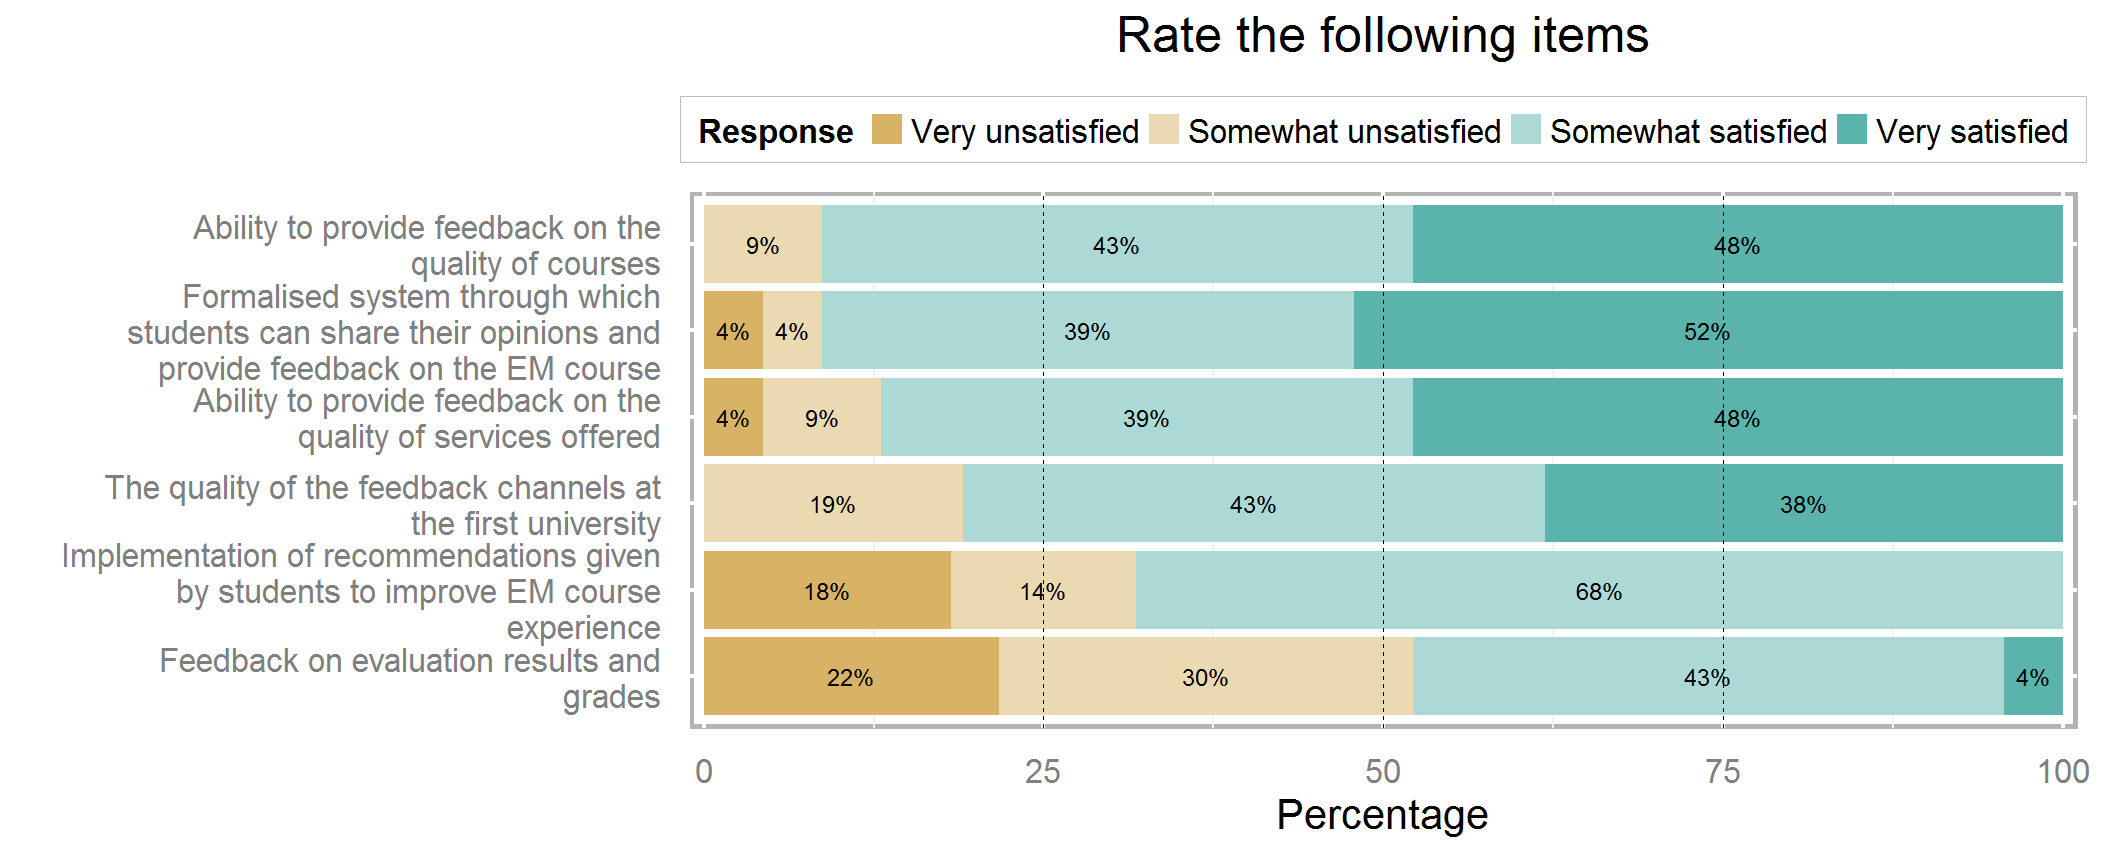 Rate the following items
Response Very unsatisfied Somewhat unsatisfied Somewhat satisfied Very satisfied
Ability to provide feedback on the
quality of courses
9% 43% 48%
Formalised system through which
students can share their opinions and
provide feedback on the EM course
4% 4% 39% 52%
Ability to provide feedback on the
quality of services offered
4% 9% 39% 48%
The quality of the feedback channels at
the first university
19% 43% 38%
Implementation of recommendations given
by students to improve EM course
experience
18% 14% 68%
Feedback on evaluation results and
grades
22% 30% 43% 4%
0 25 50 75 100
Percentage